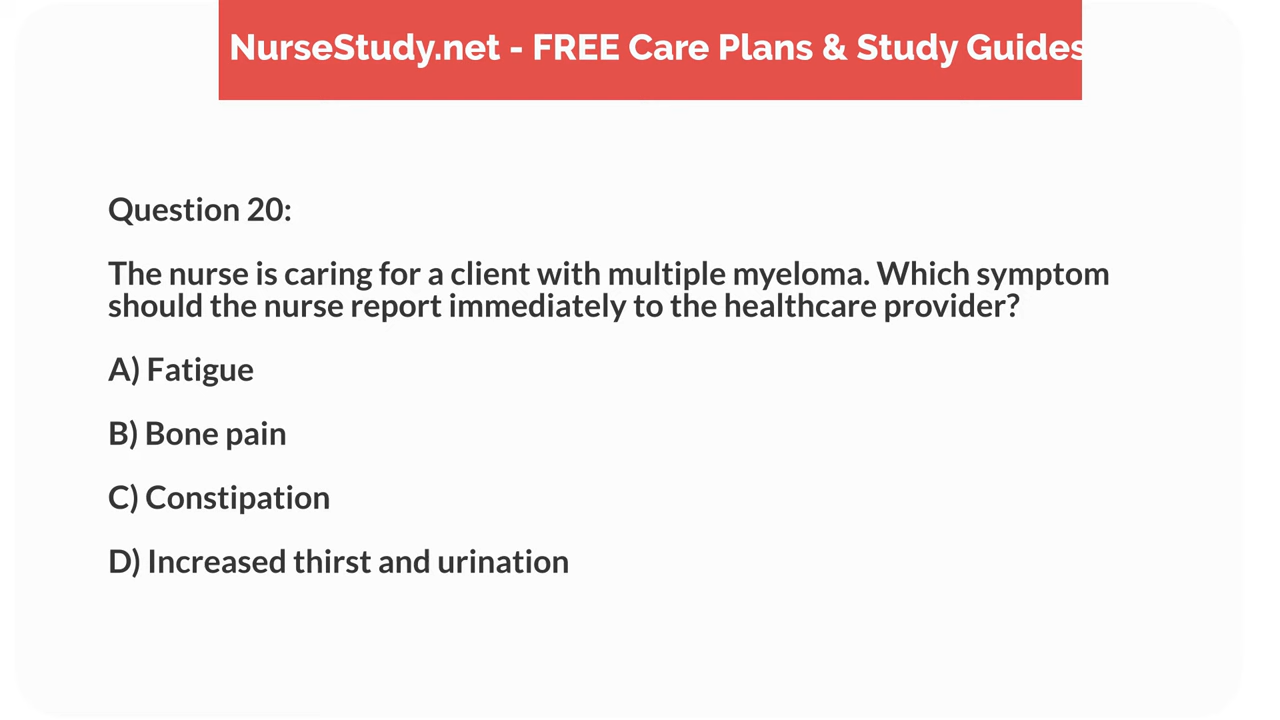 NurseStudy.net - FREE Care Plans & Study Guides
Question 20:
The nurse is caring for a client with multiple myeloma. Which symptom
should the nurse report immediately to the healthcare provider?
A) Fatigue
B) Bone pain
C) Constipation
D) Increased thirst and urination